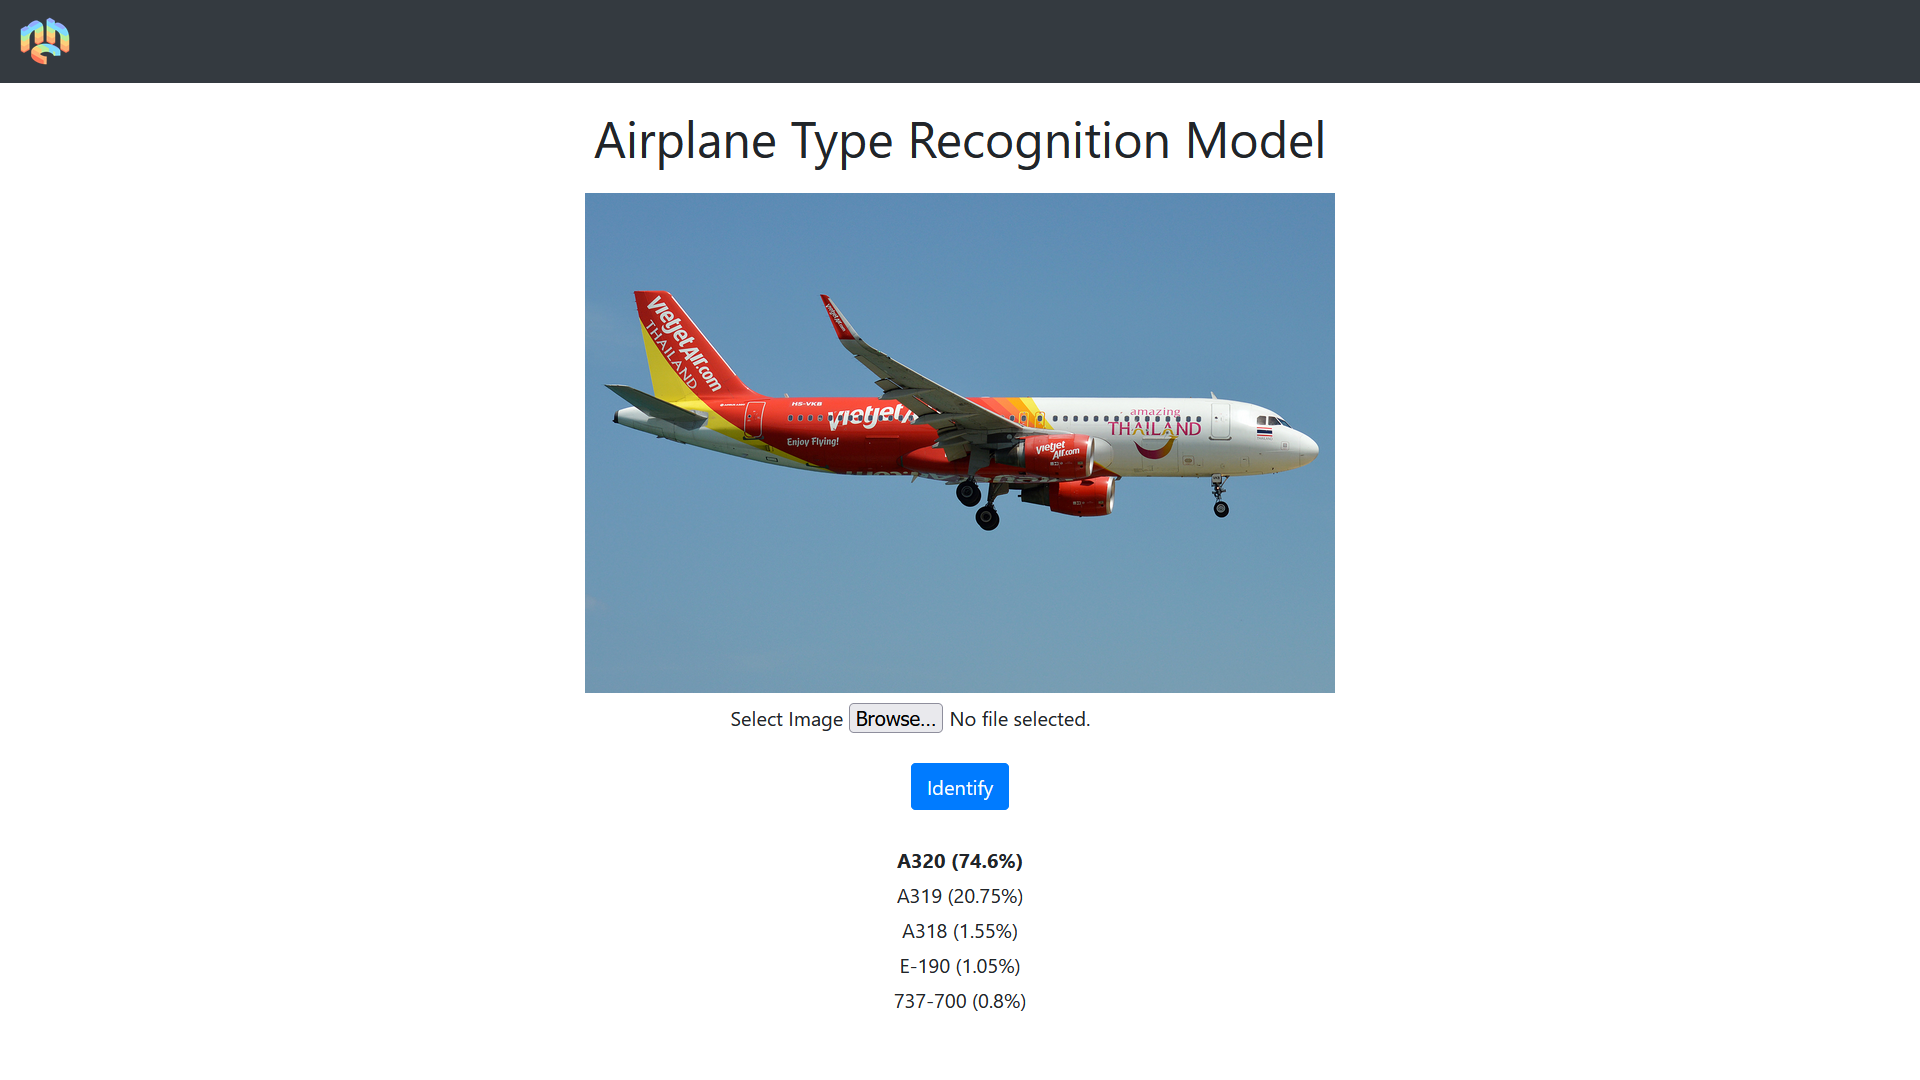 Airplane Type Recognition Model
vietjetAir.com
THAILAND
HS-VKB
vietjet
Enjoy Flying!
amazing
THAILAND
vietjet
Air.com
Select Image Browse... No file selected.
Identify
A320 (74.6%)
A319 (20.75%)
A318 (1.55%)
E-190 (1.05%)
737-700 (0.8%)